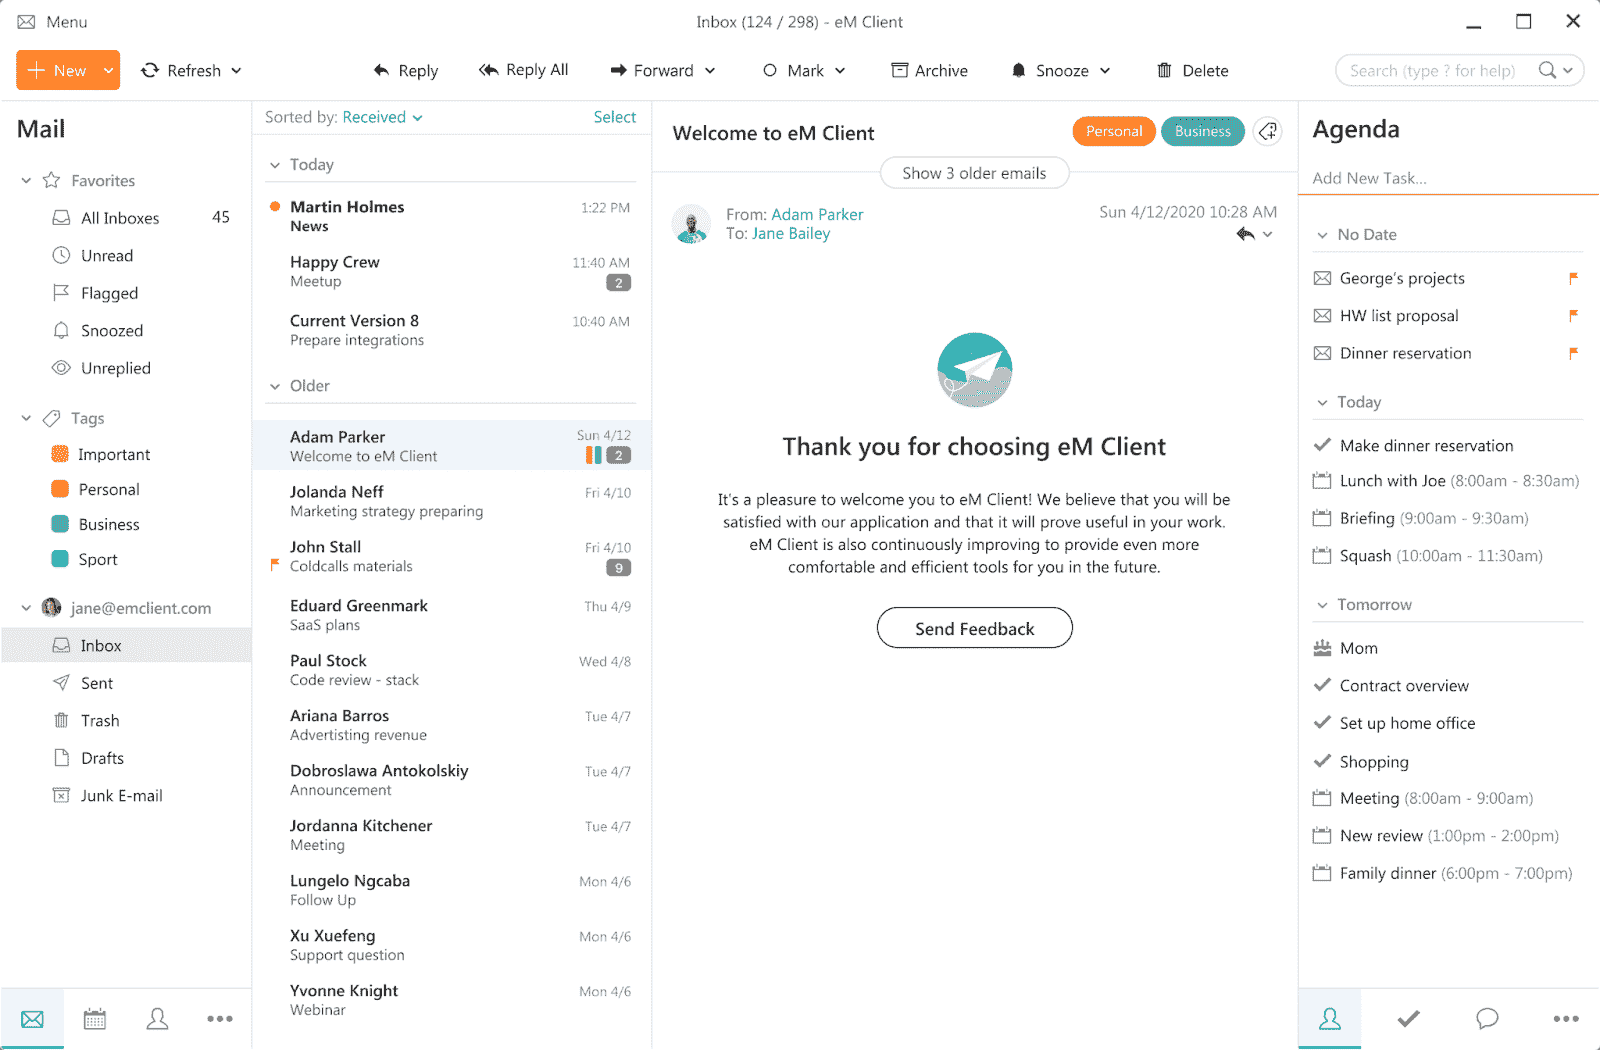 Menu
Inbox (124 / 298) - eM Client
New
Refresh
Reply
Reply All
Forward
Mark
Archive
Snooze
Delete
Search (type ? for help)
Mail
Favorites
All Inboxes 45
Unread
Flagged
Snoozed
Unreplied
Tags
Important
Personal
Business
Sport
jane@emclient.com
Inbox
Sent
Trash
Drafts
Junk E-mail
Sorted by: Received
Select
Today
Martin Holmes 1:22 PM
News
Happy Crew 11:40 AM
Meetup 2
Current Version 8 10:40 AM
Prepare integrations
Older
Adam Parker Sun 4/12
Welcome to eM Client 2
Jolanda Neff Fri 4/10
Marketing strategy preparing
John Stall Fri 4/10
Coldcalls materials 9
Eduard Greenmark Thu 4/9
SaaS plans
Paul Stock Wed 4/8
Code review - stack
Ariana Barros Tue 4/7
Advertisting revenue
Dobroslawa Antokolskiy Tue 4/7
Announcement
Jordanna Kitchener Tue 4/7
Meeting
Lungelo Ngcaba Mon 4/6
Follow Up
Xu Xuefeng Mon 4/6
Support question
Yvonne Knight Mon 4/6
Webinar
Welcome to eM Client
Personal
Business
Show 3 older emails
From: Adam Parker
To: Jane Bailey
Sun 4/12/2020 10:28 AM
Thank you for choosing eM Client
It's a pleasure to welcome you to eM Client! We believe that you will be
satisfied with our application and that it will prove useful in your work.
eM Client is also continuously improving to provide even more
comfortable and efficient tools for you in the future.
Send Feedback
Agenda
Add New Task...
No Date
George's projects
HW list proposal
Dinner reservation
Today
Make dinner reservation
Lunch with Joe (8:00am - 8:30am)
Briefing (9:00am - 9:30am)
Squash (10:00am - 11:30am)
Tomorrow
Mom
Contract overview
Set up home office
Shopping
Meeting (8:00am - 9:00am)
New review (1:00pm - 2:00pm)
Family dinner (6:00pm - 7:00pm)